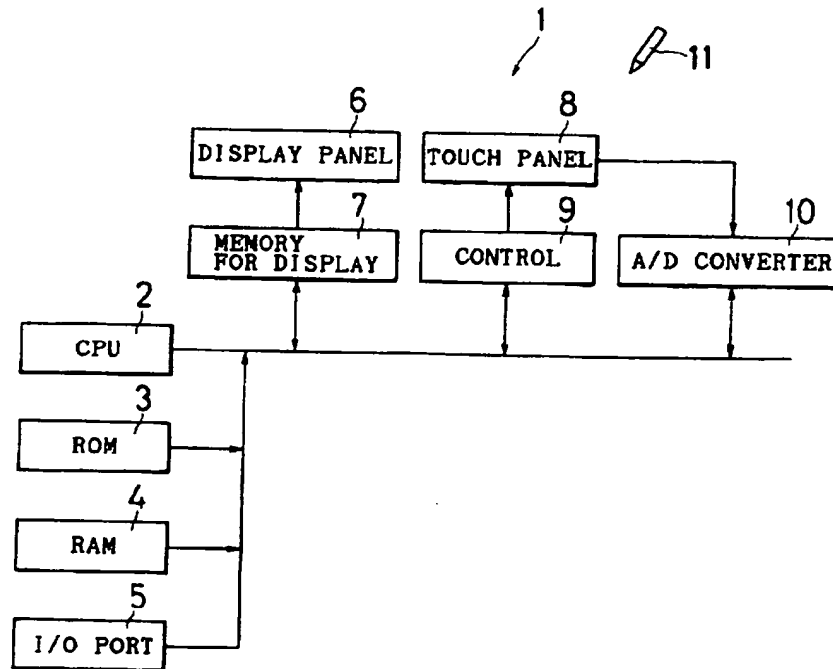 1
11
6
DISPLAY PANEL
8
TOUCH PANEL
7
MEMORY
FOR DISPLAY
9
CONTROL
10
A/D CONVERTER
2
CPU
3
ROM
4
RAM
5
I/O PORT